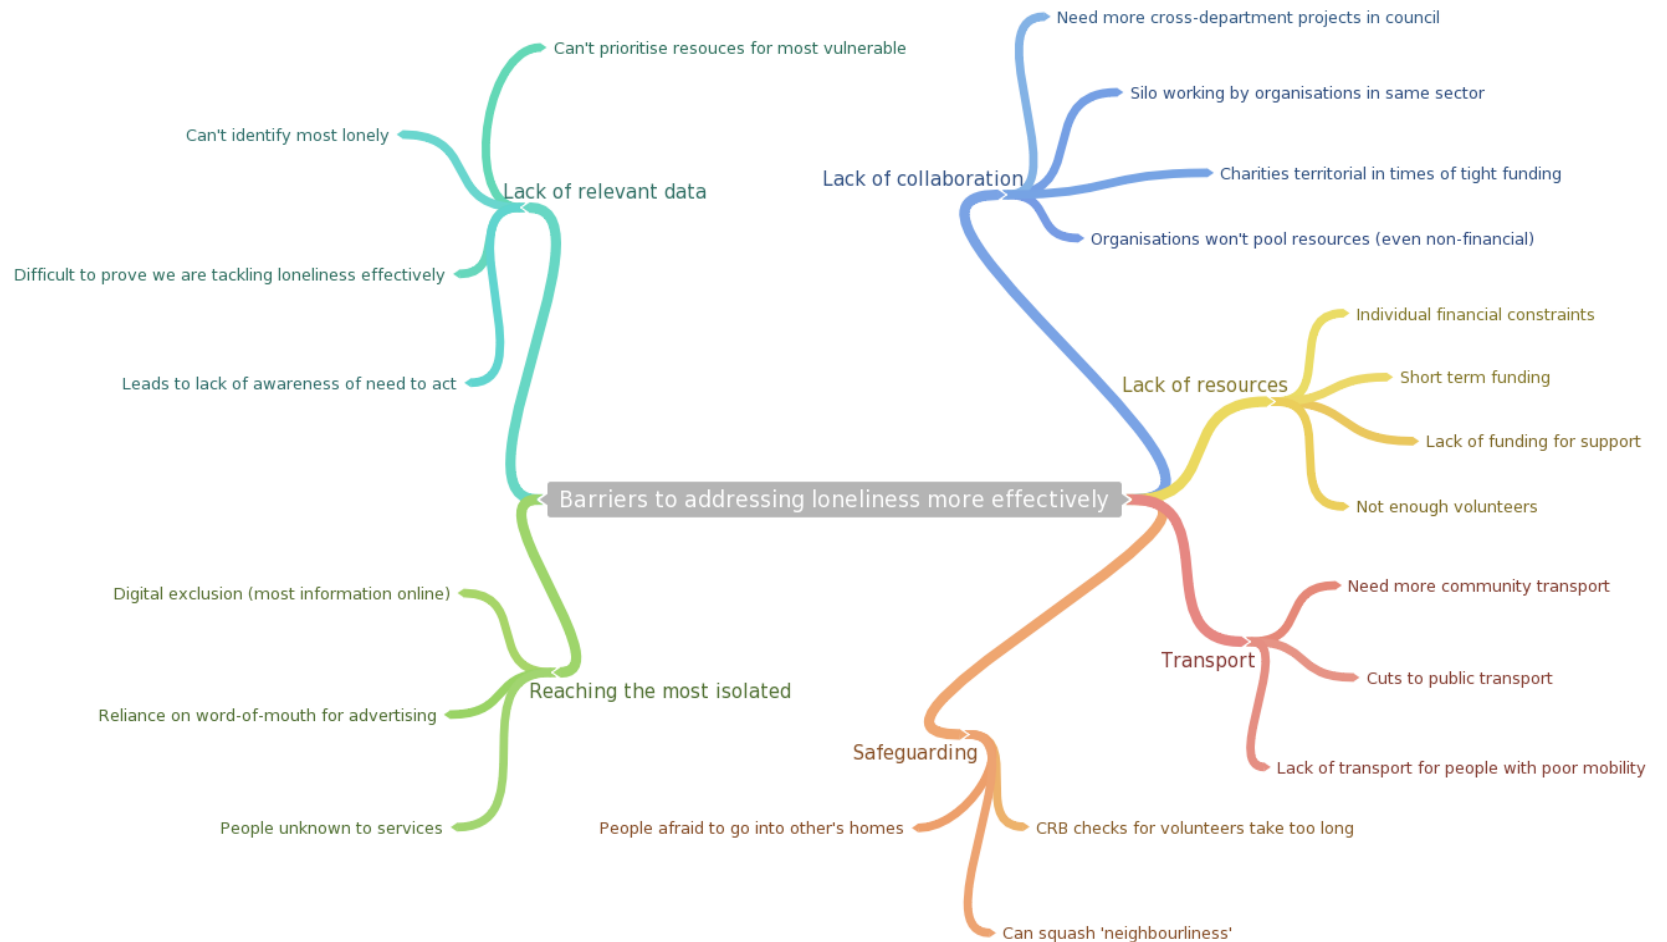 Need more cross-department projects in council
Can't prioritise resouces for most vulnerable
Silo working by organisations in same sector
Can't identify most lonely
Charities territorial in times of tight funding
Lack of collaboration
Lack of relevant data
Organisations won't pool resources (even non-financial)
Difficult to prove we are tackling loneliness effectively
Individual financial constraints
Short term funding
Leads to lack of awareness of need to act
Lack of resources
Lack of funding for support
Barriers to addressing loneliness more effectively
Not enough volunteers
Need more community transport
Digital exclusion (most information online)
Transport
Cuts to public transport
Reaching the most isolated
Reliance on word-of-mouth for advertising
Safeguarding
Lack of transport for people with poor mobility
People unknown to services
People afraid to go into other's homes
CRB checks for volunteers take too long
Can squash 'neighbourliness'